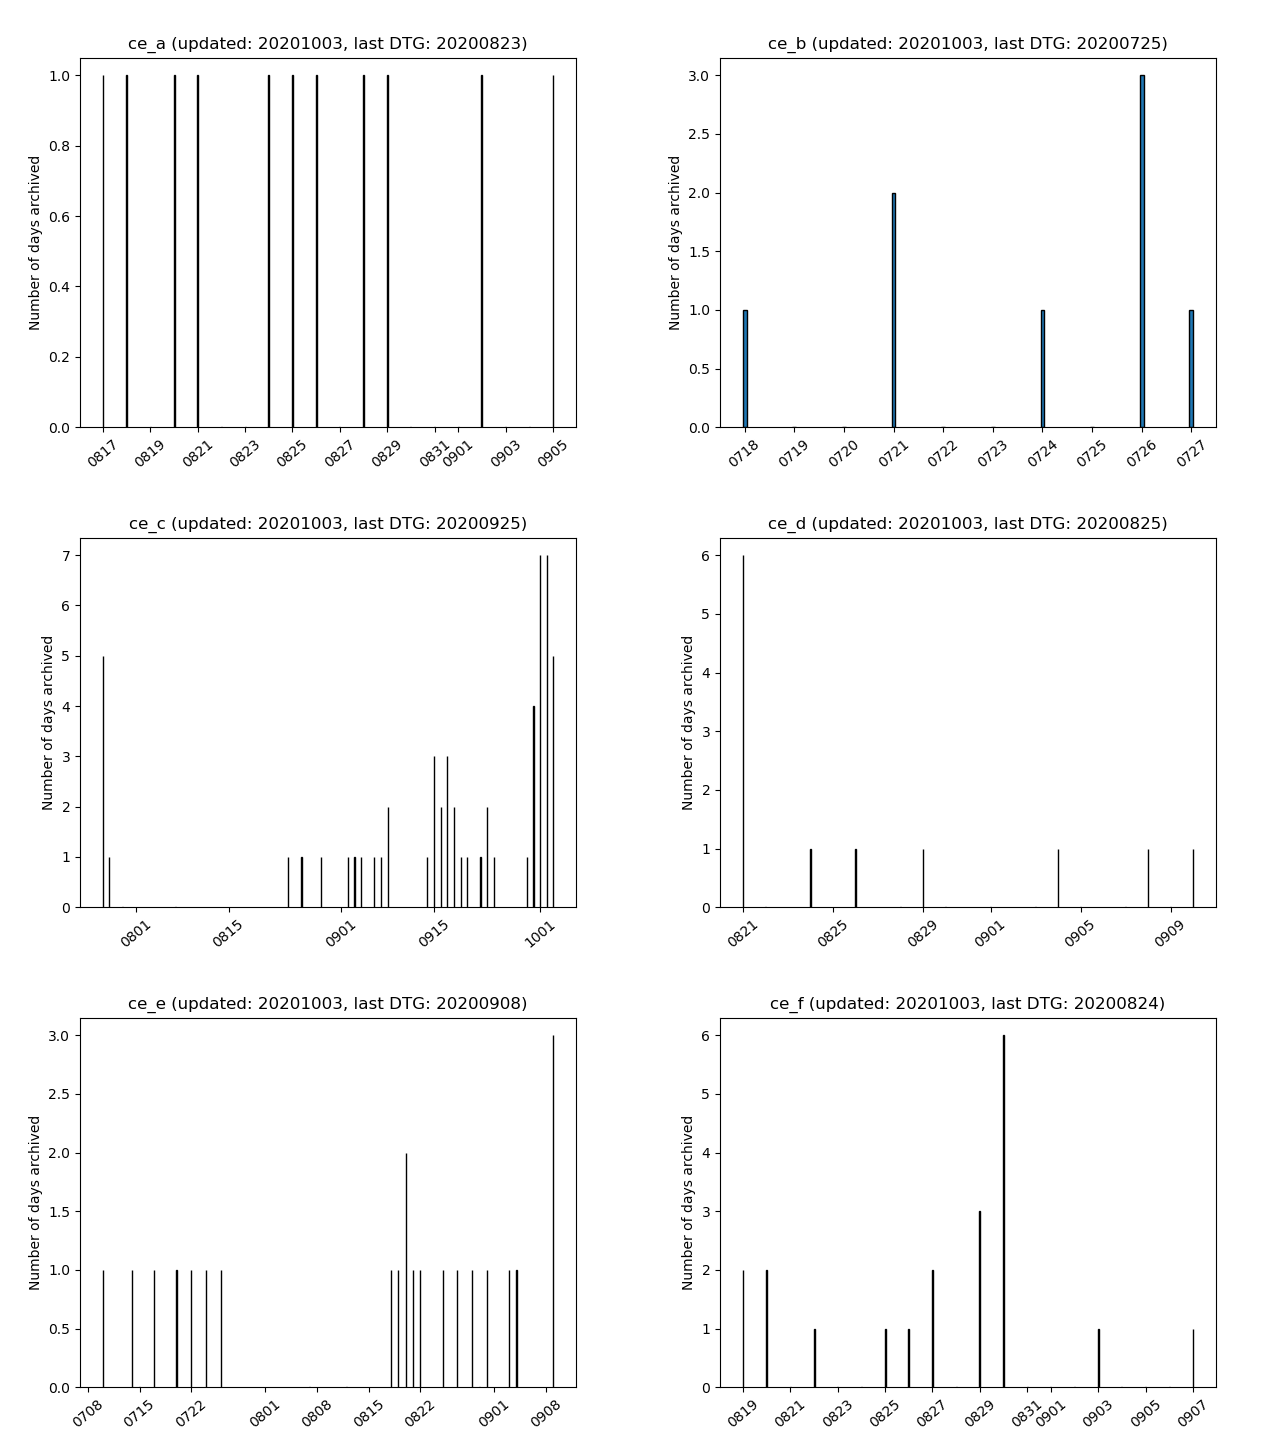 ce_a (updated: 20201003, last DTG: 20200823)
Number of days archived
1.0
0.8
0.6
0.4
0.2
0.0
0817 0819 0821 0823 0825 0827 0829 0831 0901 0903 0905
ce_b (updated: 20201003, last DTG: 20200725)
Number of days archived
3.0
2.5
2.0
1.5
1.0
0.5
0.0
0718 0719 0720 0721 0722 0723 0724 0725 0726 0727
ce_c (updated: 20201003, last DTG: 20200925)
Number of days archived
7
6
5
4
3
2
1
0
0801 0815 0901 0915 1001
ce_d (updated: 20201003, last DTG: 20200825)
Number of days archived
6
5
4
3
2
1
0
0821 0825 0829 0901 0905 0909
ce_e (updated: 20201003, last DTG: 20200908)
Number of days archived
3.0
2.5
2.0
1.5
1.0
0.5
0.0
0708 0715 0722 0801 0808 0815 0822 0901 0908
ce_f (updated: 20201003, last DTG: 20200824)
Number of days archived
6
5
4
3
2
1
0
0819 0821 0823 0825 0827 0829 0831 0901 0903 0905 0907